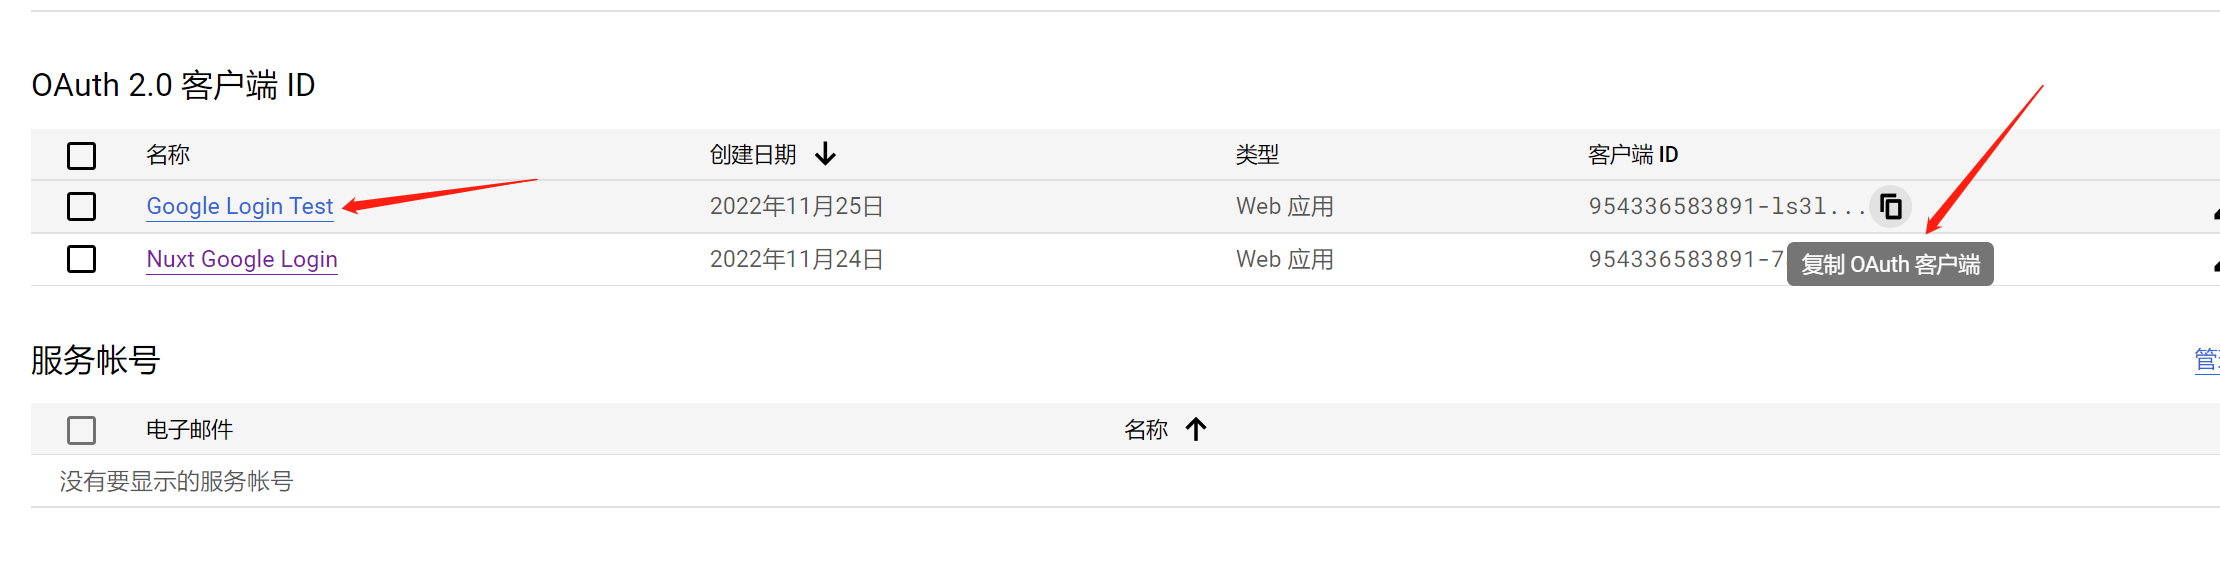 OAuth 2.0 客户端 ID
名称 创建日期 类型 客户端 ID
Google Login Test 2022年11月25日 Web 应用 954336583891-ls3l...
Nuxt Google Login 2022年11月24日 Web 应用 954336583891-7
复制 OAuth 客户端
服务帐号
电子邮件 名称
没有要显示的服务帐号